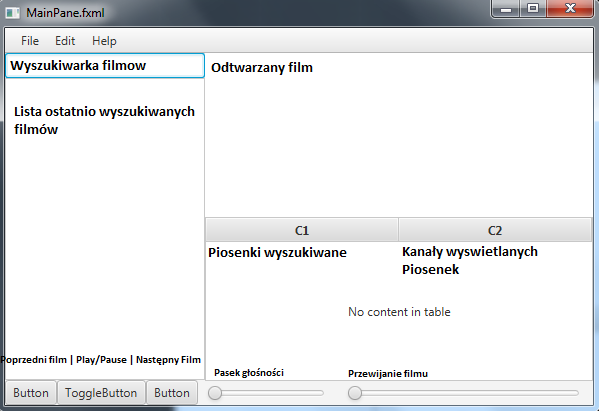 MainPane.fxml
File Edit Help
Wyszukiwarka filmow
Odtwarzany film
Lista ostatnio wyszukiwanych
filmów
C1 C2
Piosenki wyszukiwane
Kanały wyswietlanych
Piosenek
No content in table
Poprzedni film | Play/Pause | Następny Film
Pasek głośności
Przewijanie filmu
Button ToggleButton Button